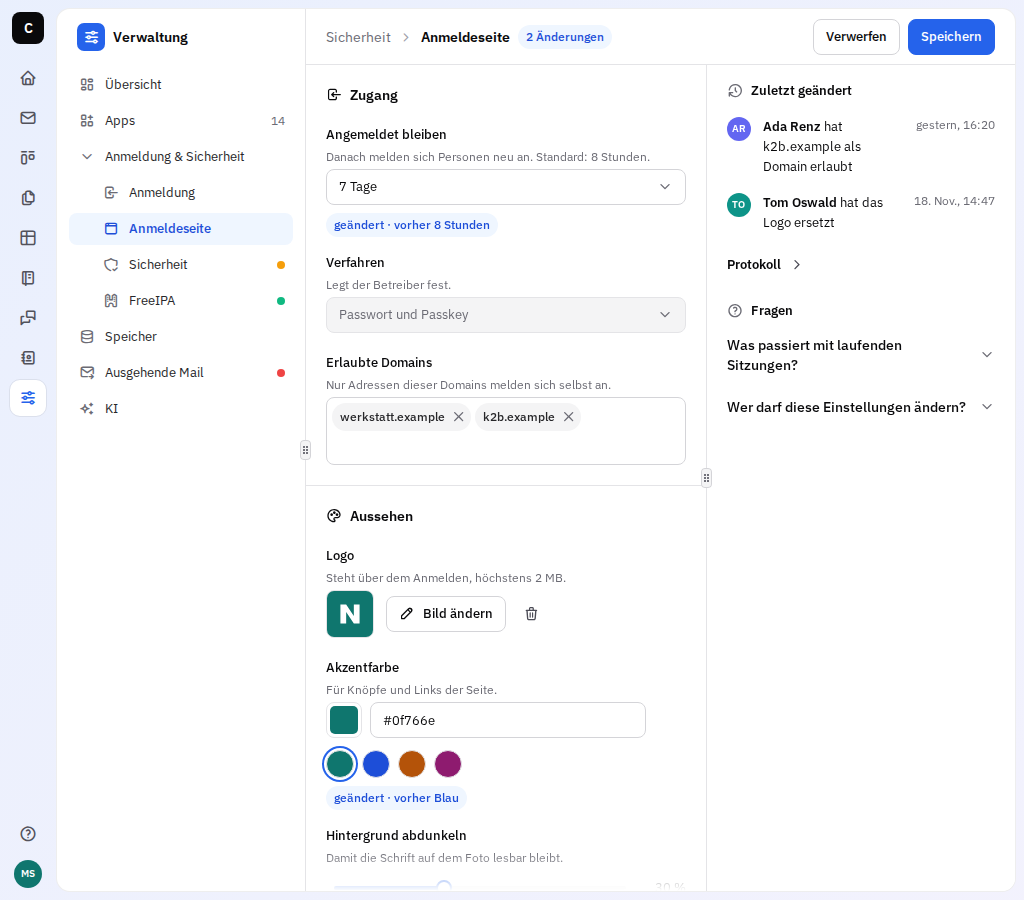 C
Verwaltung
Übersicht
Apps 14
Anmeldung & Sicherheit
Anmeldung
Anmeldeseite
Sicherheit
FreeIPA
Speicher
Ausgehende Mail
KI
MS
Sicherheit Anmeldeseite 2 Änderungen
Verwerfen
Speichern
Zugang
Angemeldet bleiben
Danach melden sich Personen neu an. Standard: 8 Stunden.
7 Tage
geändert · vorher 8 Stunden
Verfahren
Legt der Betreiber fest.
Passwort und Passkey
Erlaubte Domains
Nur Adressen dieser Domains melden sich selbst an.
werkstatt.example k2b.example
Aussehen
Logo
Steht über dem Anmelden, höchstens 2 MB.
N
Bild ändern
Akzentfarbe
Für Knöpfe und Links der Seite.
#0f766e
geändert · vorher Blau
Hintergrund abdunkeln
Damit die Schrift auf dem Foto lesbar bleibt.
30 %
Zuletzt geändert
AR
Ada Renz hat gestern, 16:20
k2b.example als
Domain erlaubt
TO
Tom Oswald hat das 18. Nov., 14:47
Logo ersetzt
Protokoll
Fragen
Was passiert mit laufenden
Sitzungen?
Wer darf diese Einstellungen ändern?